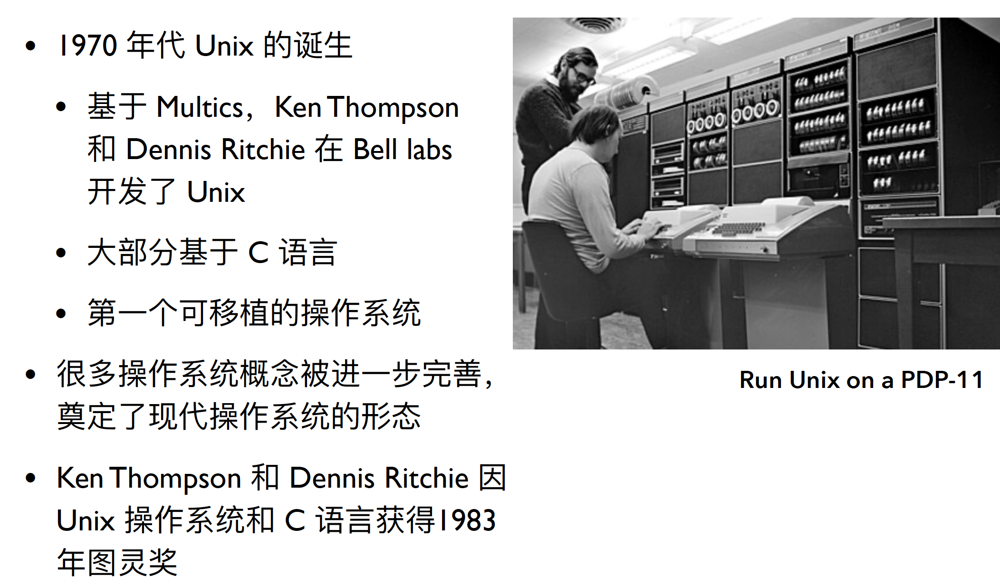 • 1970 年代 Unix 的诞生
• 基于 Multics，Ken Thompson
和 Dennis Ritchie 在 Bell labs
开发了 Unix
• 大部分基于 C 语言
• 第一个可移植的操作系统
• 很多操作系统概念被进一步完善，
奠定了现代操作系统的形态
• Ken Thompson 和 Dennis Ritchie 因
Unix 操作系统和 C 语言获得1983
年图灵奖
Run Unix on a PDP-11